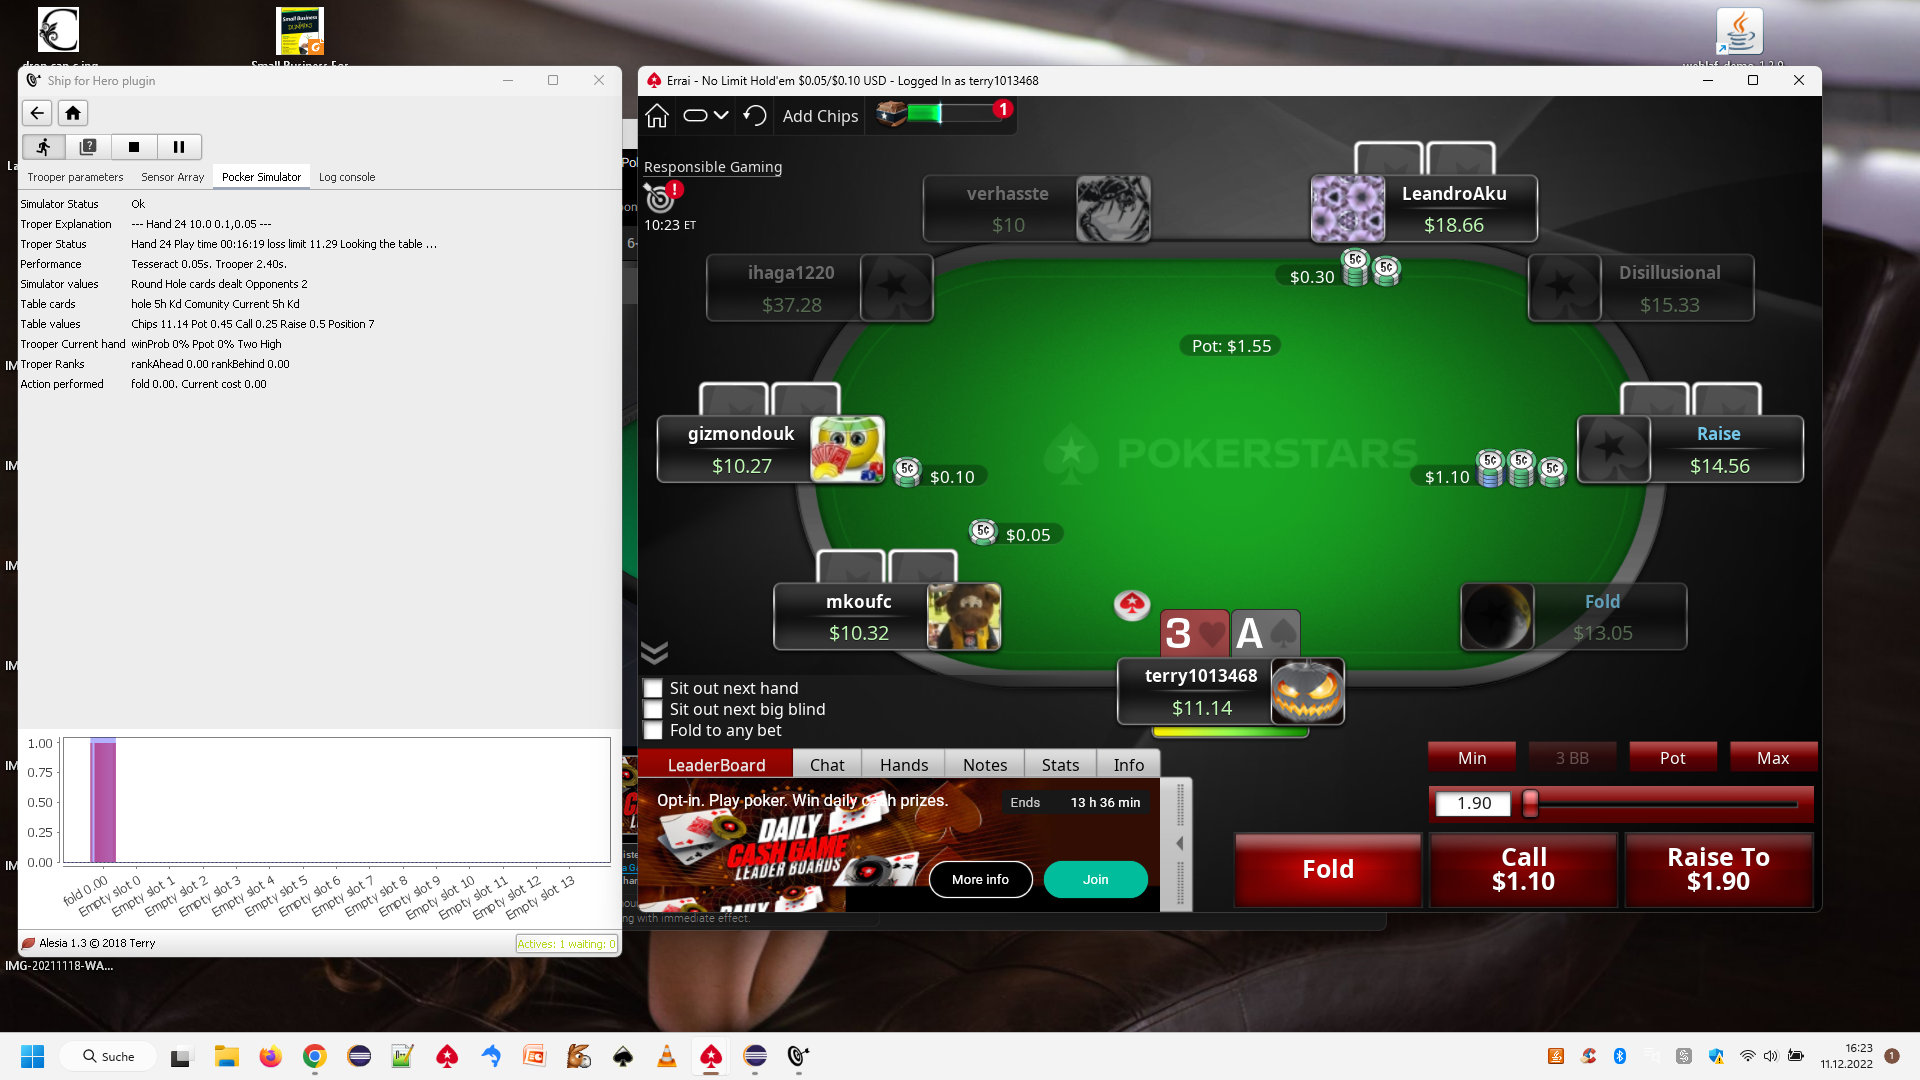 Ship for Hero plugin
Trooper parameters
Sensor Array
Pocker Simulator
Log console
Simulator Status Ok
Troper Explanation --- Hand 24 10.0 0.1,0.05 ---
Troper Status Hand 24 Play time 00:16:19 loss limit 11.29 Looking the table ...
Performance Tesseract 0.05s. Trooper 2.40s.
Simulator values Round Hole cards dealt Opponents 2
Table cards hole 5h Kd Comunity Current 5h Kd
Table values Chips 11.14 Pot 0.45 Call 0.25 Raise 0.5 Position 7
Trooper Current hand winProb 0% Ppot 0% Two High
Troper Ranks rankAhead 0.00 rankBehind 0.00
Action performed fold 0.00. Current cost 0.00
1.00
0.75
0.50
0.25
0.00
fold 0.00
Empty slot 0
Empty slot 1
Empty slot 2
Empty slot 3
Empty slot 4
Empty slot 5
Empty slot 6
Empty slot 7
Empty slot 8
Empty slot 9
Empty slot 10
Empty slot 11
Empty slot 12
Empty slot 13
Alesia 1.3 © 2018 Terry
Actives: 1 waiting: 0
IMG-20211118-WA...
Errai - No Limit Hold'em $0.05/$0.10 USD - Logged In as terry1013468
Add Chips
1
Responsible Gaming
10:23 ET
verhasste
$10
LeandroAku
$18.66
ihaga1220
$37.28
Disillusional
$15.33
$0.30
Pot: $1.55
gizmondouk
$10.27
$0.10
POKERSTARS
$1.10
Raise
$14.56
$0.05
mkoufc
$10.32
3 A
Fold
$13.05
terry1013468
$11.14
Sit out next hand
Sit out next big blind
Fold to any bet
LeaderBoard
Chat
Hands
Notes
Stats
Info
Opt-in. Play poker. Win daily cash prizes.
Ends 13 h 36 min
DAILY
CASH GAME
LEADER BOARDS
More info
Join
Min
3 BB
Pot
Max
1.90
Fold
Call
$1.10
Raise To
$1.90
ng with immediate effect.
Suche
16:23
11.12.2022
1